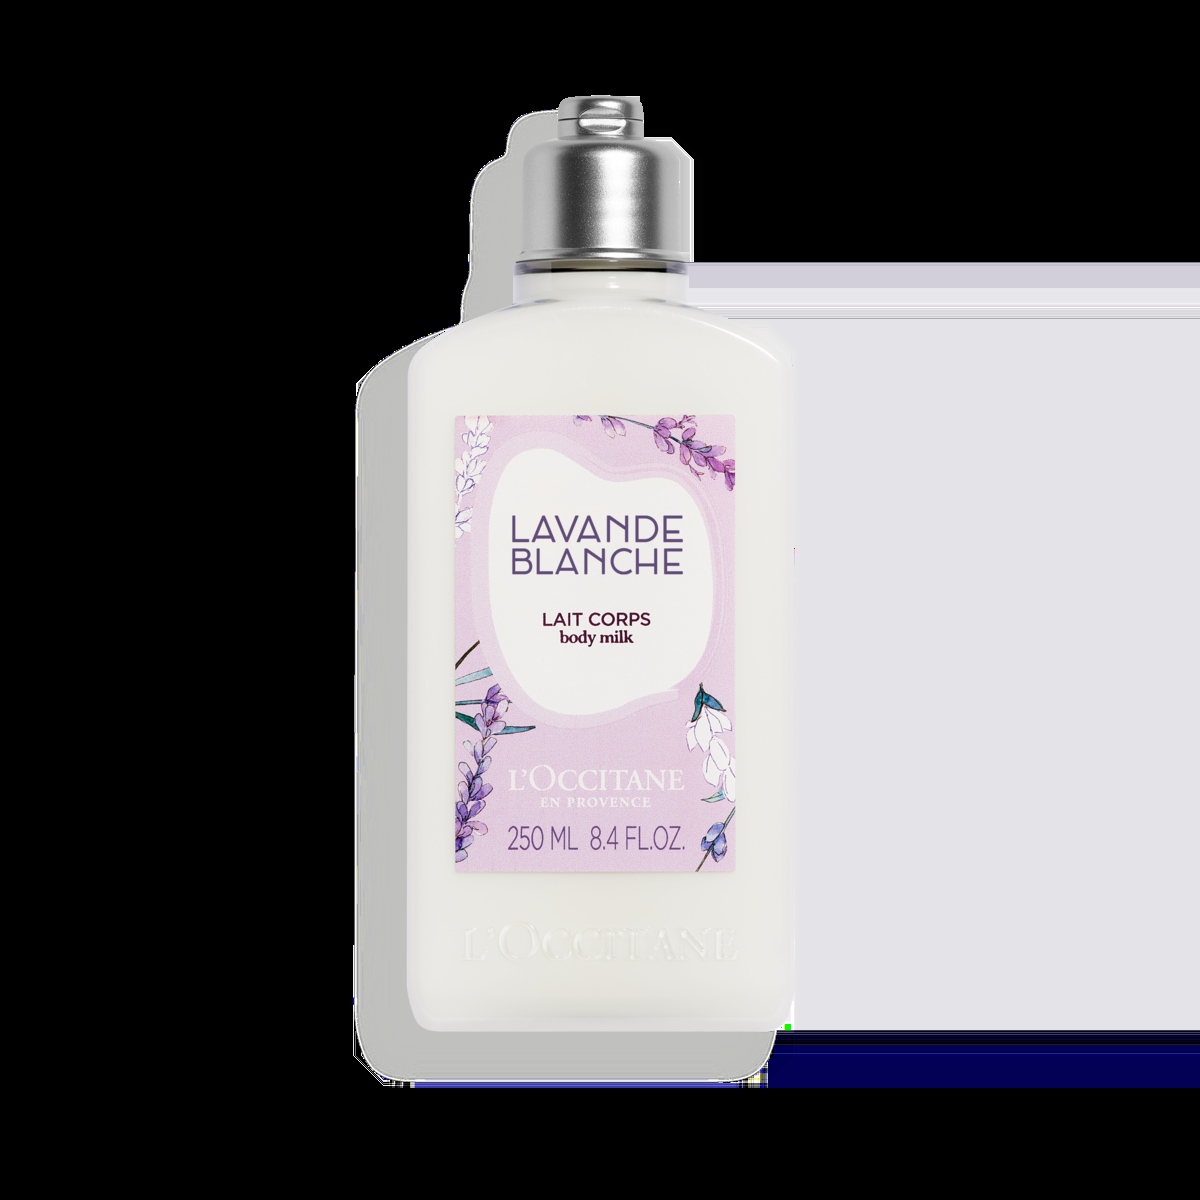 LAVANDE
BLANCHE
LAIT CORPS
body milk
L'OCCITANE
EN PROVENCE
250 ML 8.4 FL.OZ.
L'OCCITANE